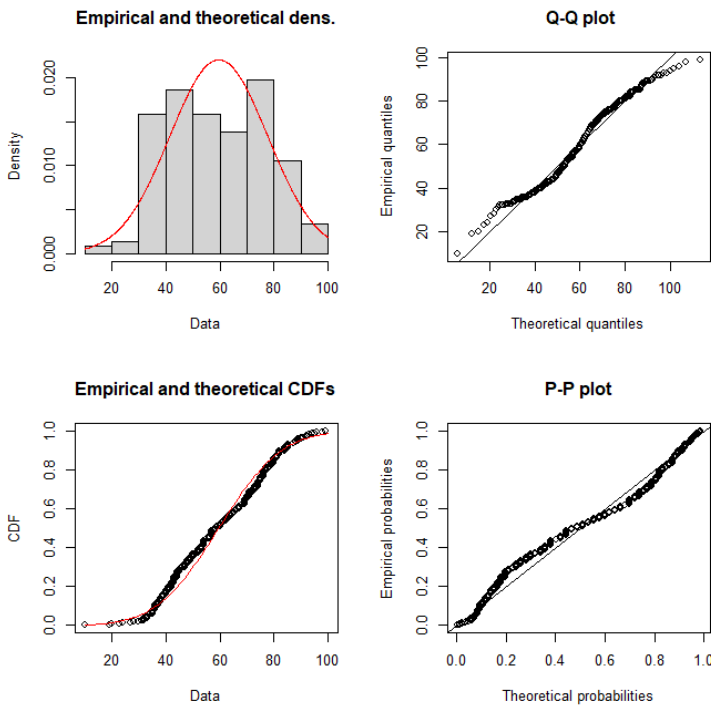 Empirical and theoretical dens.
Density
0.000
0.010
0.020
20 40 60 80 100
Data
Q-Q plot
Empirical quantiles
20
40
60
80
100
20 40 60 80 100
Theoretical quantiles
Empirical and theoretical CDFs
CDF
0.0
0.2
0.4
0.6
0.8
1.0
20 40 60 80 100
Data
P-P plot
Empirical probabilities
0.0
0.2
0.4
0.6
0.8
1.0
0.0 0.2 0.4 0.6 0.8 1.0
Theoretical probabilities